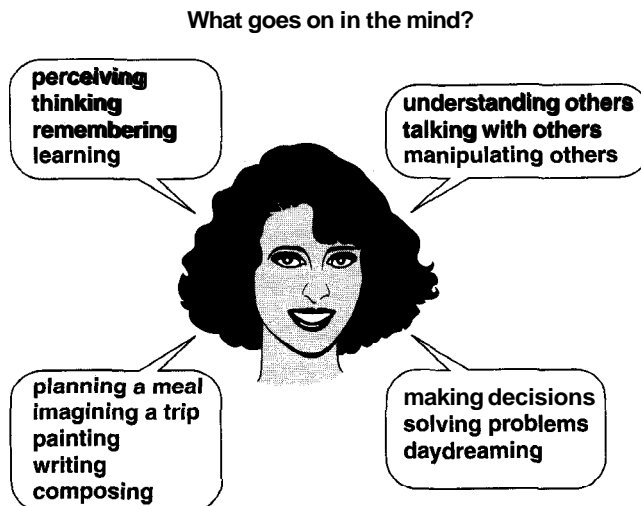 What goes on in the mind?
perceiving
thinking
remembering
learning
understanding others
talking with others
manipulating others
planning a meal
imagining a trip
painting
writing
composing
making decisions
solving problems
daydreaming